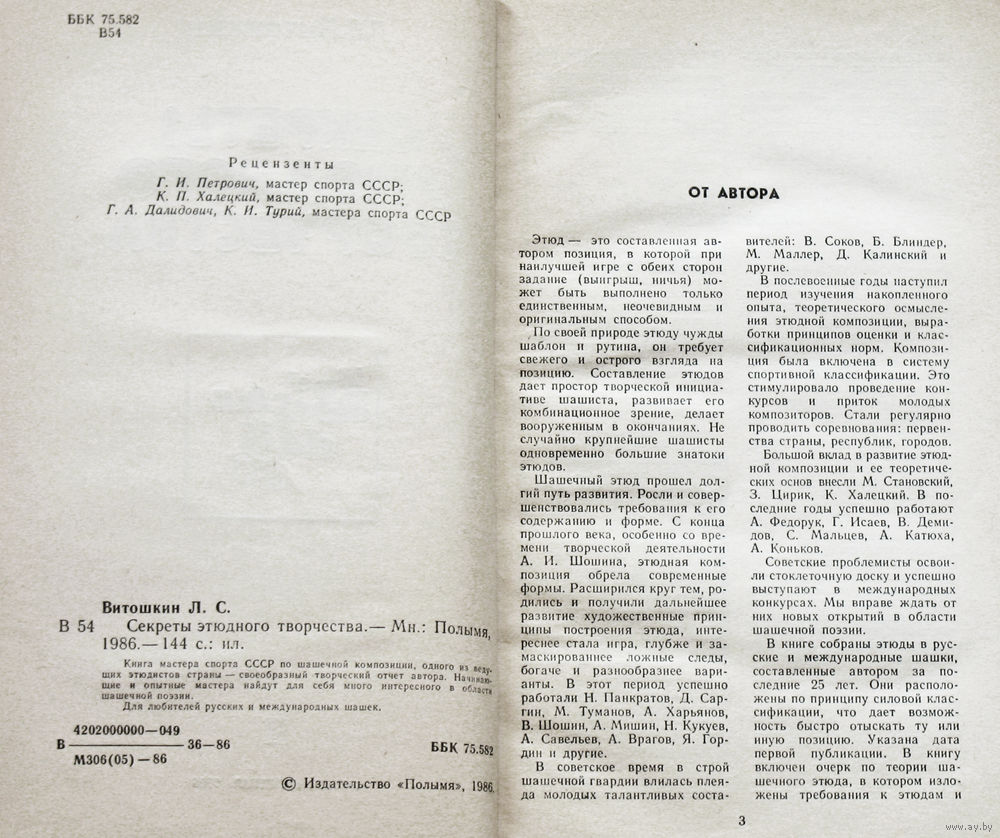 ББК 75.582
В54
Рецензенты
Г. И. Петрович, мастер спорта СССР;
К. П. Халецкий, мастер спорта СССР;
Г. А. Далидович, К. И. Турий, мастера спорта СССР
Витошкин Л. С.
В 54 Секреты этюдного творчества.— Мн.: Полымя,
1986.— 144 с.: ил.
Книга мастера спорта СССР по шашечной композиции, одного из веду-
щих этюдистов страны — своеобразный творческий отчет автора. Начинаю-
щие и опытные мастера найдут для себя много интересного в области
шашечной поэзии.
Для любителей русских и международных шашек.
4202000000—049
В 36—86
М306(05)—86
ББК 75.582
© Издательство «Полымя», 1986.
ОТ АВТОРА
Этюд — это составленная ав-
тором позиция, в которой при
наилучшей игре с обеих сторон
задание (выигрыш, ничья) мо-
жет быть выполнено только
единственным, неочевидным и
оригинальным способом.
По своей природе этюду чужды
шаблон и рутина, он требует
свежего и острого взгляда на
позицию. Составление этюдов
дает простор творческой инициа-
тиве шашиста, развивает его
комбинационное зрение, делает
вооруженным в окончаниях. Не
случайно крупнейшие шашисты
одновременно большие знатоки
этюдов.
Шашечный этюд прошел дол-
гий путь развития. Росли и совер-
шенствовались требования к его
содержанию и форме. С конца
прошлого века, особенно со вре-
мени творческой деятельности
А. И. Шошина, этюдная ком-
позиция обрела современные
формы. Расширился круг тем, ро-
дились и получили дальнейшее
развитие художественные прин-
ципы построения этюда, инте-
реснее стала игра, глубже и за-
маскированнее ложные следы,
богаче и разнообразнее вари-
анты. В этот период успешно
работали Н. Панкратов, Д. Сар-
гин, М. Туманов, А. Харьянов,
В. Шошин, А. Мишин, Н. Кукуев,
А. Савельев, А. Врагов, Я. Гор-
дин и другие.
В советское время в строй
шашечной гвардии влилась плея-
да молодых талантливых соста-
вителей: В. Соков, Б. Блиндер,
М. Маллер, Д. Калинский и
другие.
В послевоенные годы наступил
период изучения накопленного
опыта, теоретического осмысле-
ния этюдной композиции, выра-
ботки принципов оценки и клас-
сификационных норм. Компози-
ция была включена в систему
спортивной классификации. Это
стимулировало проведение кон-
курсов и приток молодых
композиторов. Стали регулярно
проводить соревнования: первен-
ства страны, республик, городов.
Большой вклад в развитие этюд-
ной композиции и ее теоретичес-
ких основ внесли М. Становский,
З. Цирик, К. Халецкий. В по-
следние годы успешно работают
А. Федорук, Г. Исаев, В. Деми-
дов, С. Мальцев, А. Катюха,
А. Коньков.
Советские проблемисты освои-
ли стоклеточную доску и успешно
выступают в международных
конкурсах. Мы вправе ждать от
них новых открытий в области
шашечной поэзии.
В книге собраны этюды в рус-
ские и международные шашки,
составленные автором за по-
следние 25 лет. Они располо-
жены по принципу силовой клас-
сификации, что дает возмож-
ность быстро отыскать ту или
иную позицию. Указана дата
первой публикации. В книгу
включен очерк по теории ша-
шечного этюда, в котором изло-
жены требования к этюдам и
3
www.ay.by